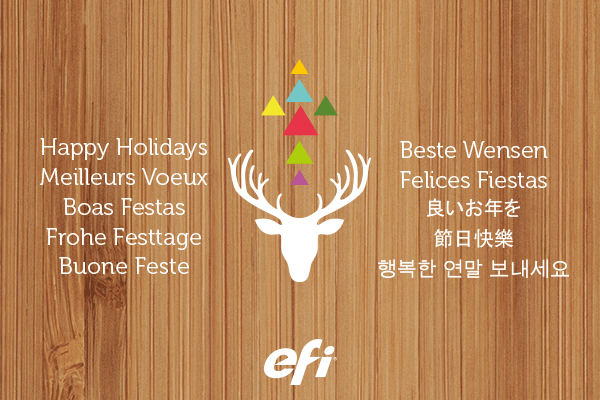 Happy Holidays
Meilleurs Voeux
Boas Festas
Frohe Festtage
Buone Feste
Beste Wensen
Felices Fiestas
良いお年を
節日快樂
행복한 연말 보내세요
efi